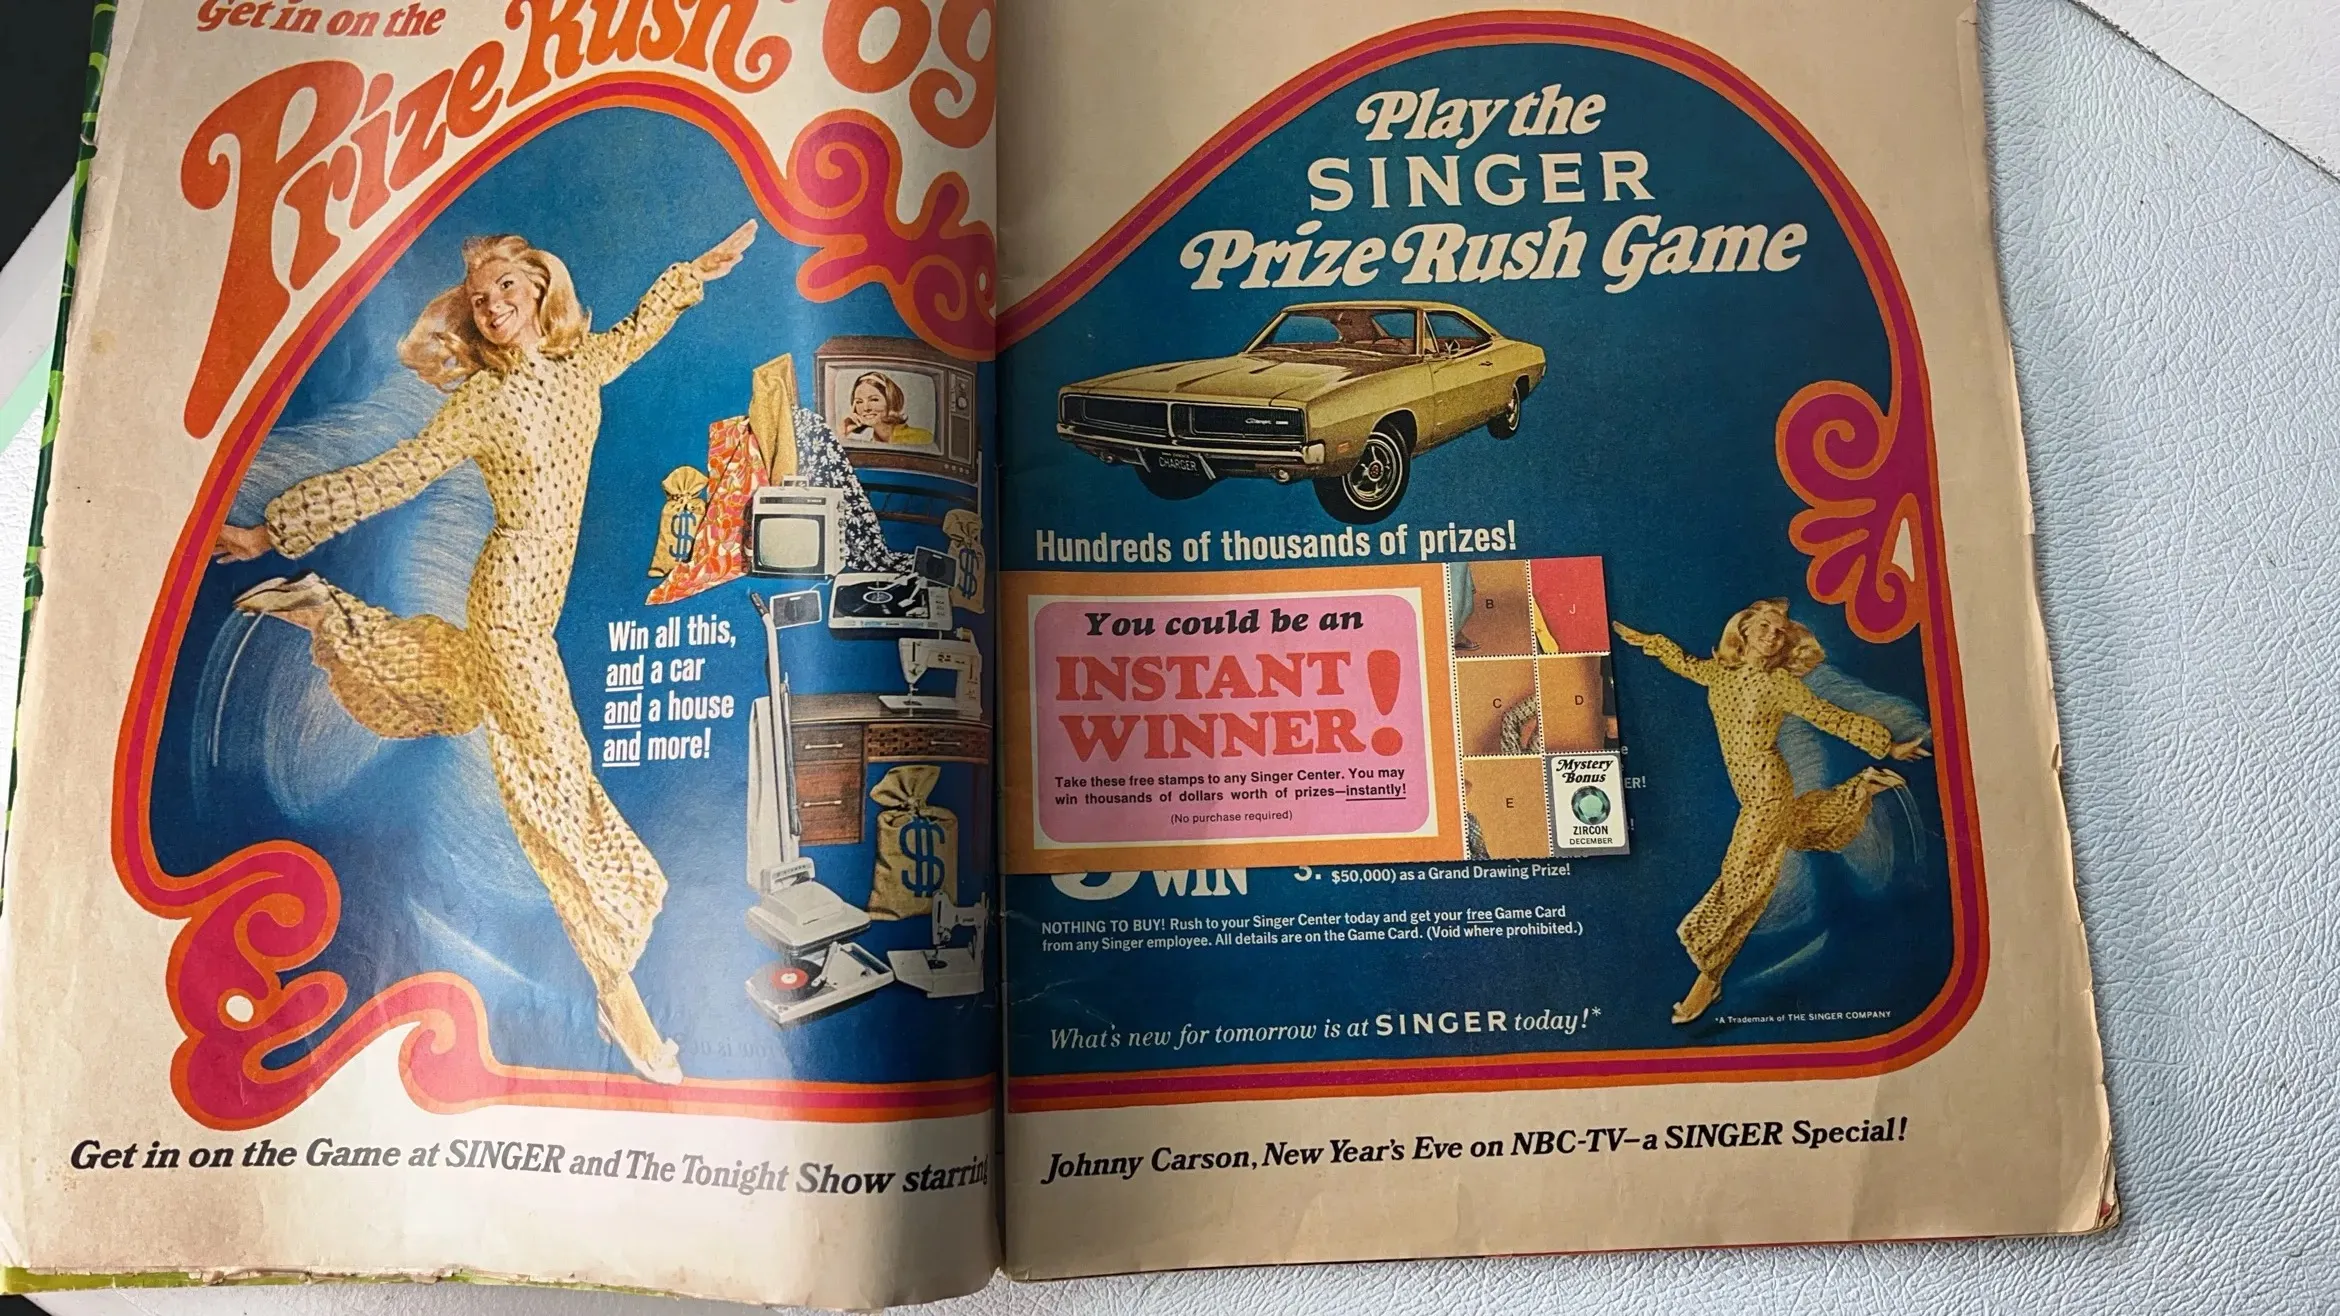 Get in on the
Prize Rush '69
Win all this,
and a car
and a house
and more!
$
$
$
Get in on the Game at SINGER and The Tonight Show starring
Play the
SINGER
Prize Rush Game
CHARGER
Hundreds of thousands of prizes!
You could be an
INSTANT
WINNER!
Take these free stamps to any Singer Center. You may
win thousands of dollars worth of prizes—instantly!
(No purchase required)
B
J
C
D
E
Mystery
Bonus
ZIRCON
DECEMBER
ER!
WIN
3. $50,000) as a Grand Drawing Prize!
NOTHING TO BUY! Rush to your Singer Center today and get your free Game Card
from any Singer employee. All details are on the Game Card. (Void where prohibited.)
What's new for tomorrow is at SINGER today!*
*A Trademark of THE SINGER COMPANY
Johnny Carson, New Year's Eve on NBC-TV—a SINGER Special!